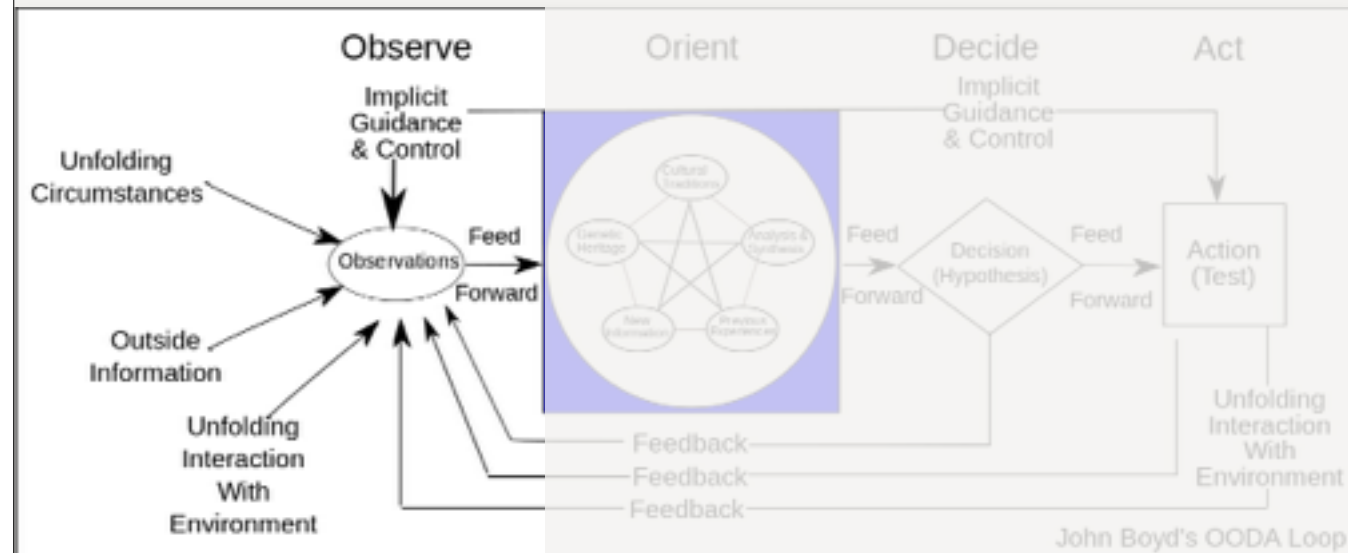 Observe
Orient
Decide
Act
Implicit
Guidance
& Control
Implicit
Guidance
& Control
Unfolding
Circumstances
Cultural
Traditions
Genetic
Heritage
Analysis &
Synthesis
New
Information
Previous
Experiences
Observations
Feed
Forward
Feed
Forward
Decision
(Hypothesis)
Feed
Forward
Action
(Test)
Outside
Information
Unfolding
Interaction
With
Environment
Unfolding
Interaction
With
Environment
Feedback
Feedback
Feedback
John Boyd's OODA Loop